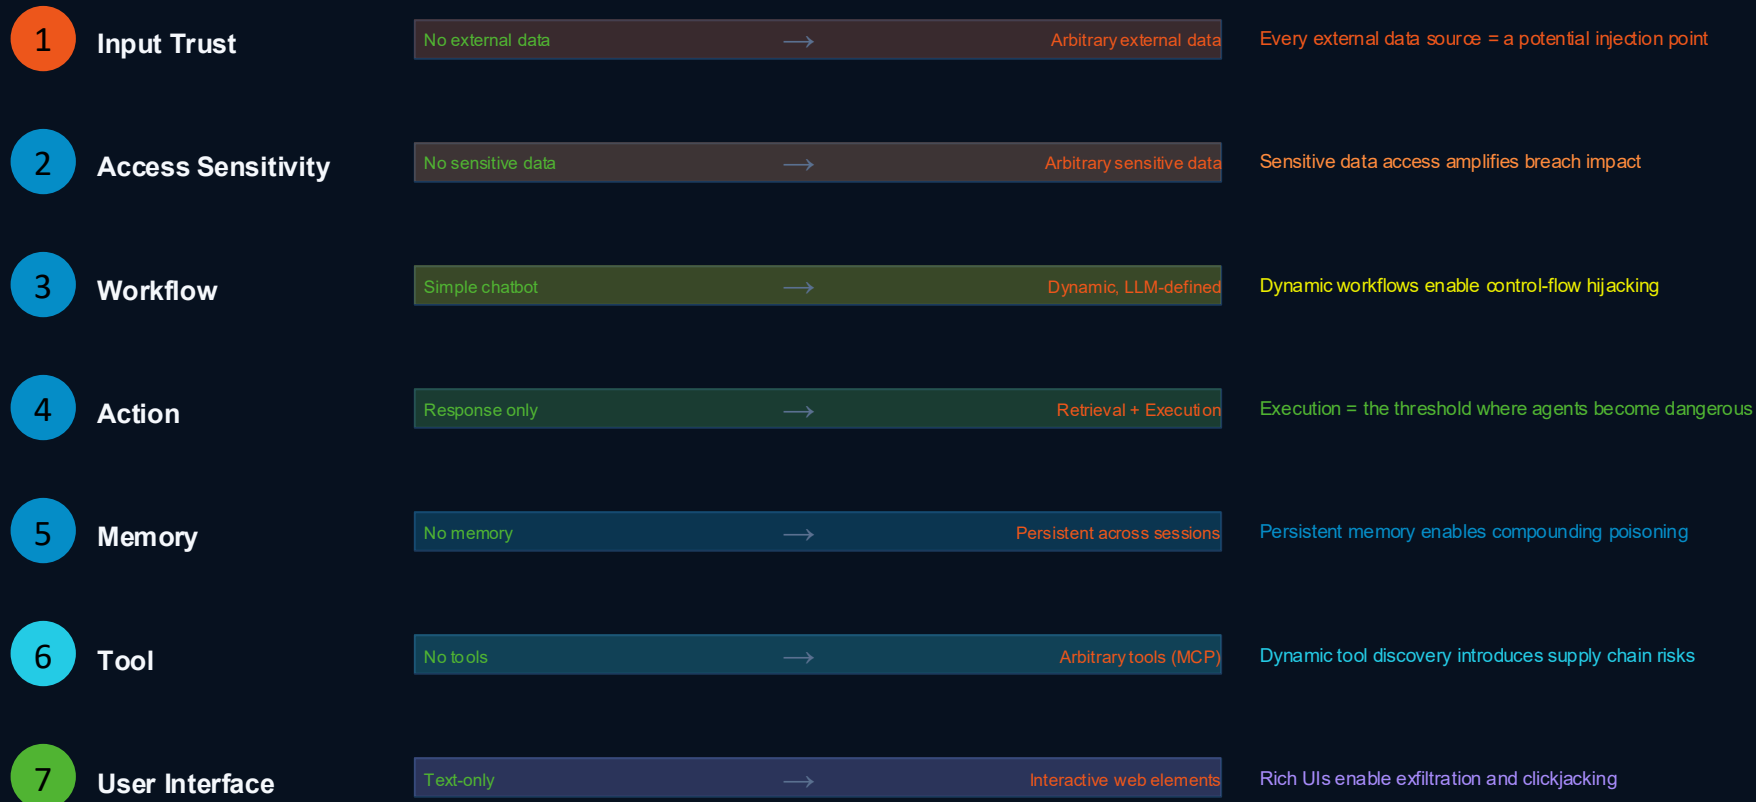 1 Input Trust No external data → Arbitrary external data Every external data source = a potential injection point
2 Access Sensitivity No sensitive data → Arbitrary sensitive data Sensitive data access amplifies breach impact
3 Workflow Simple chatbot → Dynamic, LLM-defined Dynamic workflows enable control-flow hijacking
4 Action Response only → Retrieval + Execution Execution = the threshold where agents become dangerous
5 Memory No memory → Persistent across sessions Persistent memory enables compounding poisoning
6 Tool No tools → Arbitrary tools (MCP) Dynamic tool discovery introduces supply chain risks
7 User Interface Text-only → Interactive web elements Rich UIs enable exfiltration and clickjacking